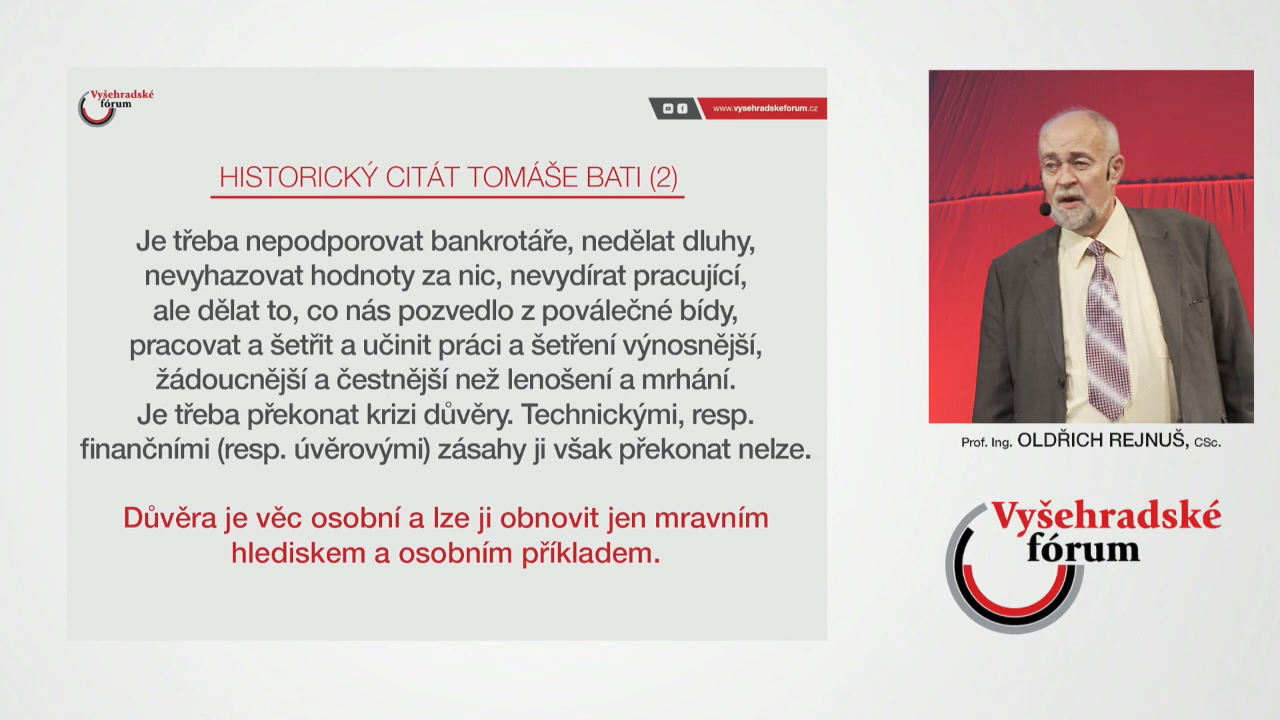 Vyšehradské
fórum
www.vysehradskeforum.cz
HISTORICKÝ CITÁT TOMÁŠE BATI (2)
Je třeba nepodporovat bankrotáře, nedělat dluhy,
nevyhazovat hodnoty za nic, nevydírat pracující,
ale dělat to, co nás pozvedlo z poválečné bídy,
pracovat a šetřit a učinit práci a šetření výnosnější,
žádoucnější a čestnější než lenošení a mrhání.
Je třeba překonat krizi důvěry. Technickými, resp.
finančními (resp. úvěrovými) zásahy ji však překonat nelze.
Důvěra je věc osobní a lze ji obnovit jen mravním
hlediskem a osobním příkladem.
Prof. Ing. OLDŘICH REJNUŠ, CSc.
Vyšehradské
fórum